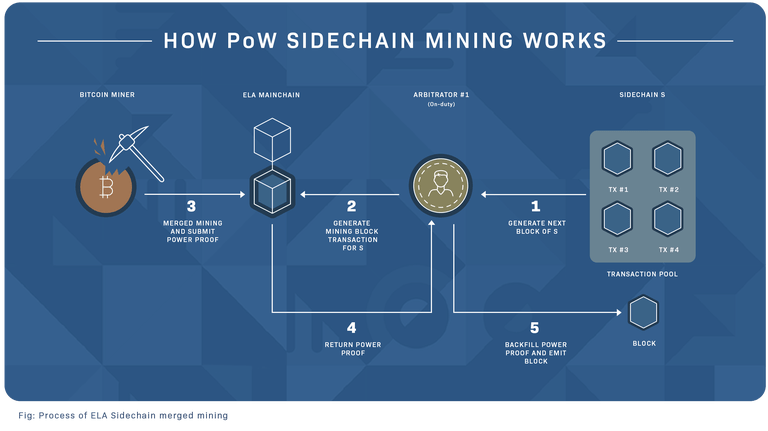 HOW PoW SIDECHAIN MINING WORKS
BITCOIN MINER
ELA MAINCHAIN
ARBITRATOR #1
(On-duty)
SIDECHAIN S
TX #1
TX #2
TX #3
TX #4
TRANSACTION POOL
3
MERGED MINING
AND SUBMIT
POWER PROOF
2
GENERATE
MINING BLOCK
TRANSACTION
FOR S
1
GENERATE NEXT
BLOCK OF S
4
RETURN POWER
PROOF
5
BACKFILL POWER
PROOF AND EMIT
BLOCK
BLOCK
Fig: Process of ELA Sidechain merged mining